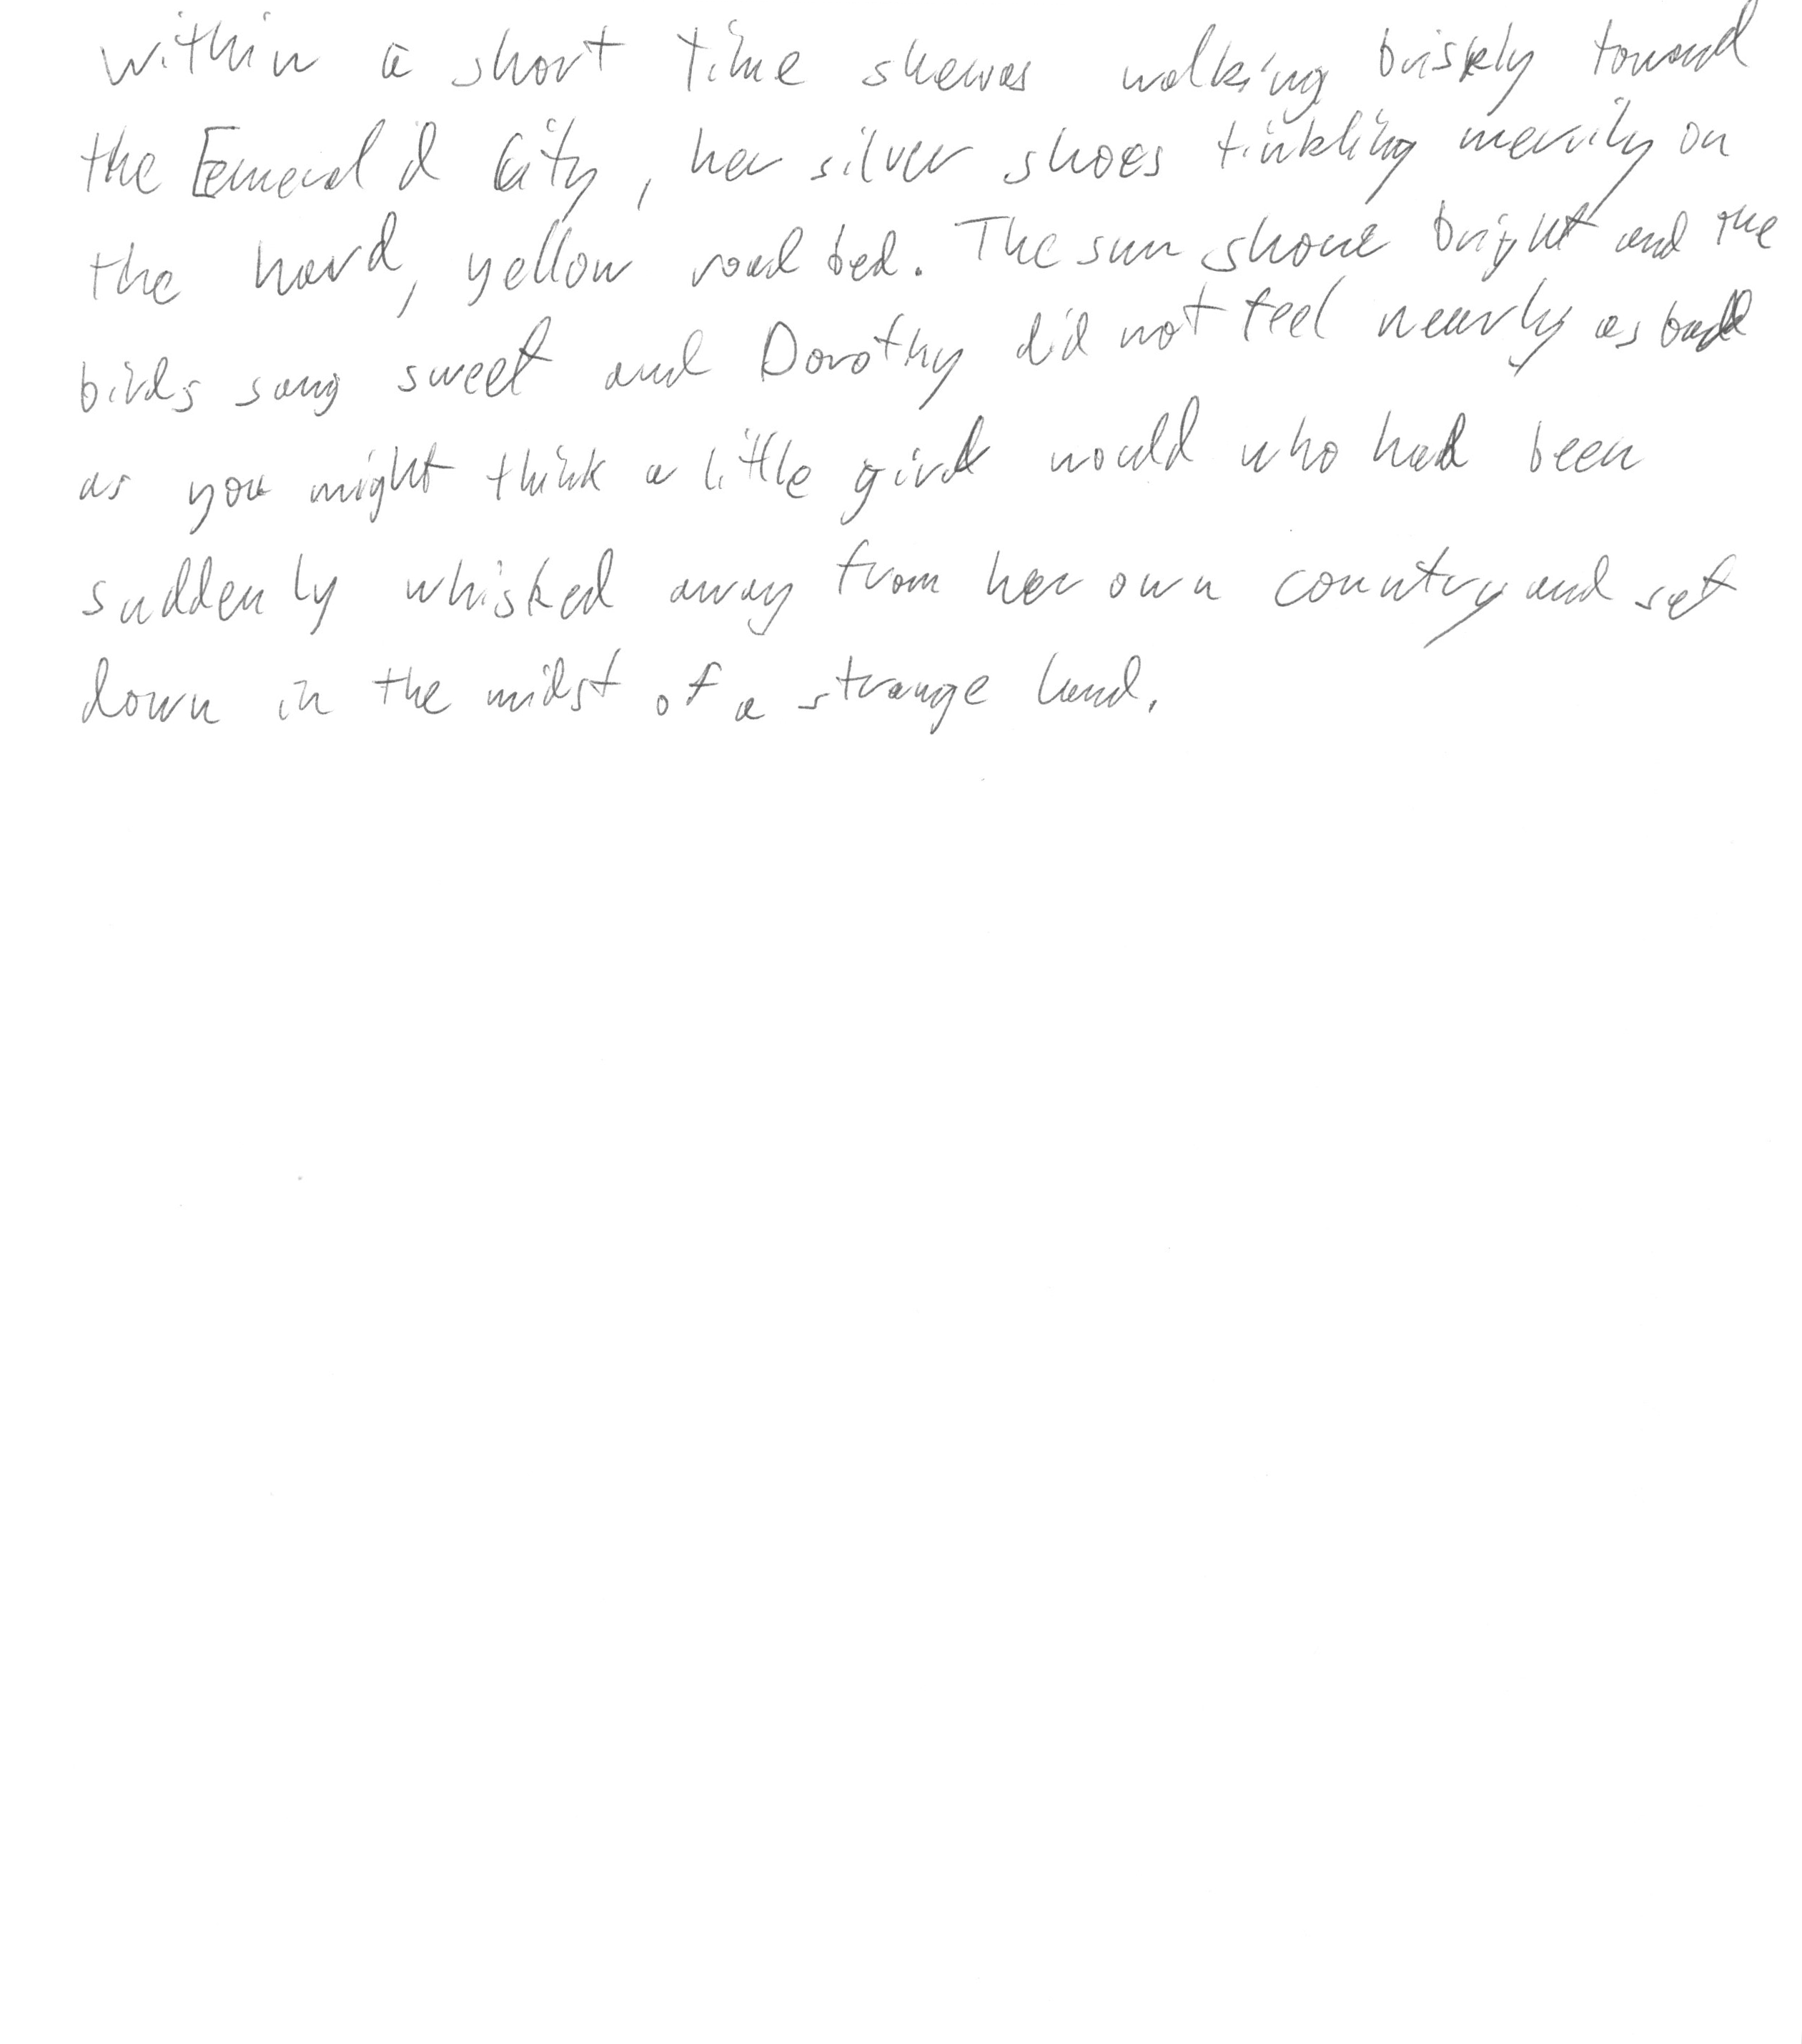 Within a short time she was walking briskly toward
the Emerald City, her silver shoes tinkling merrily on
the hard, yellow road bed. The sun shone bright and the
birds sang sweet and Dorothy did not feel nearly as bad
as you might think a little girl would who had been
suddenly whisked away from her own country and set
down in the midst of a strange land.